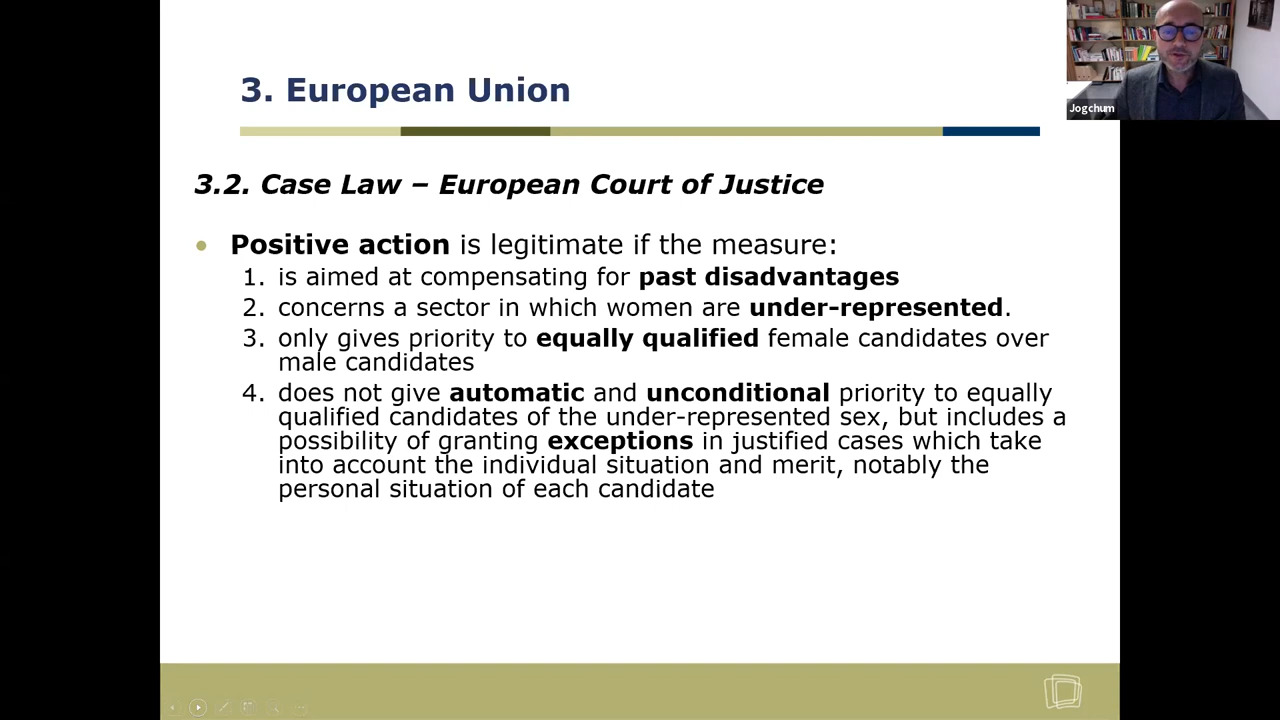 3. European Union
Jogchum
3.2. Case Law – European Court of Justice
Positive action is legitimate if the measure:
1. is aimed at compensating for past disadvantages
2. concerns a sector in which women are under-represented.
3. only gives priority to equally qualified female candidates over
male candidates
4. does not give automatic and unconditional priority to equally
qualified candidates of the under-represented sex, but includes a
possibility of granting exceptions in justified cases which take
into account the individual situation and merit, notably the
personal situation of each candidate